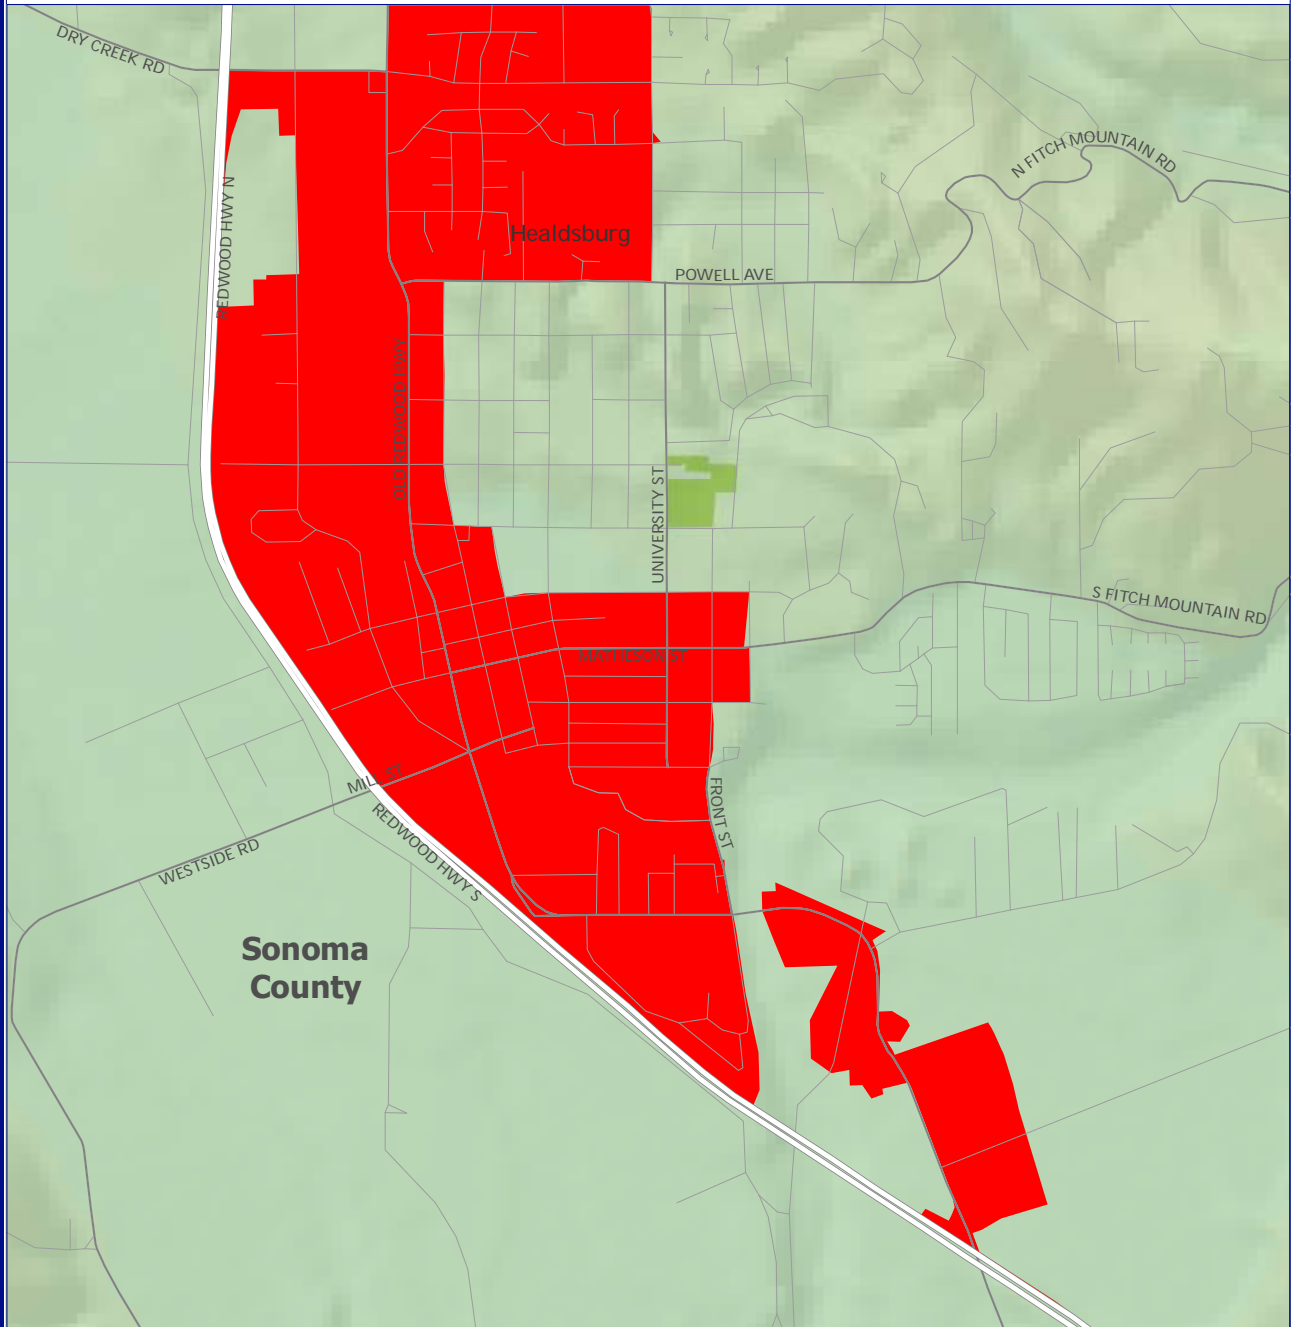 DRY CREEK RD
N FITCH MOUNTAIN RD
REDWOOD HWY N
Healdsburg
POWELL AVE
OLD REDWOOD HWY
UNIVERSITY ST
S FITCH MOUNTAIN RD
MATHESON ST
MILL ST
FRONT ST
REDWOOD HWY S
WESTSIDE RD
Sonoma
County